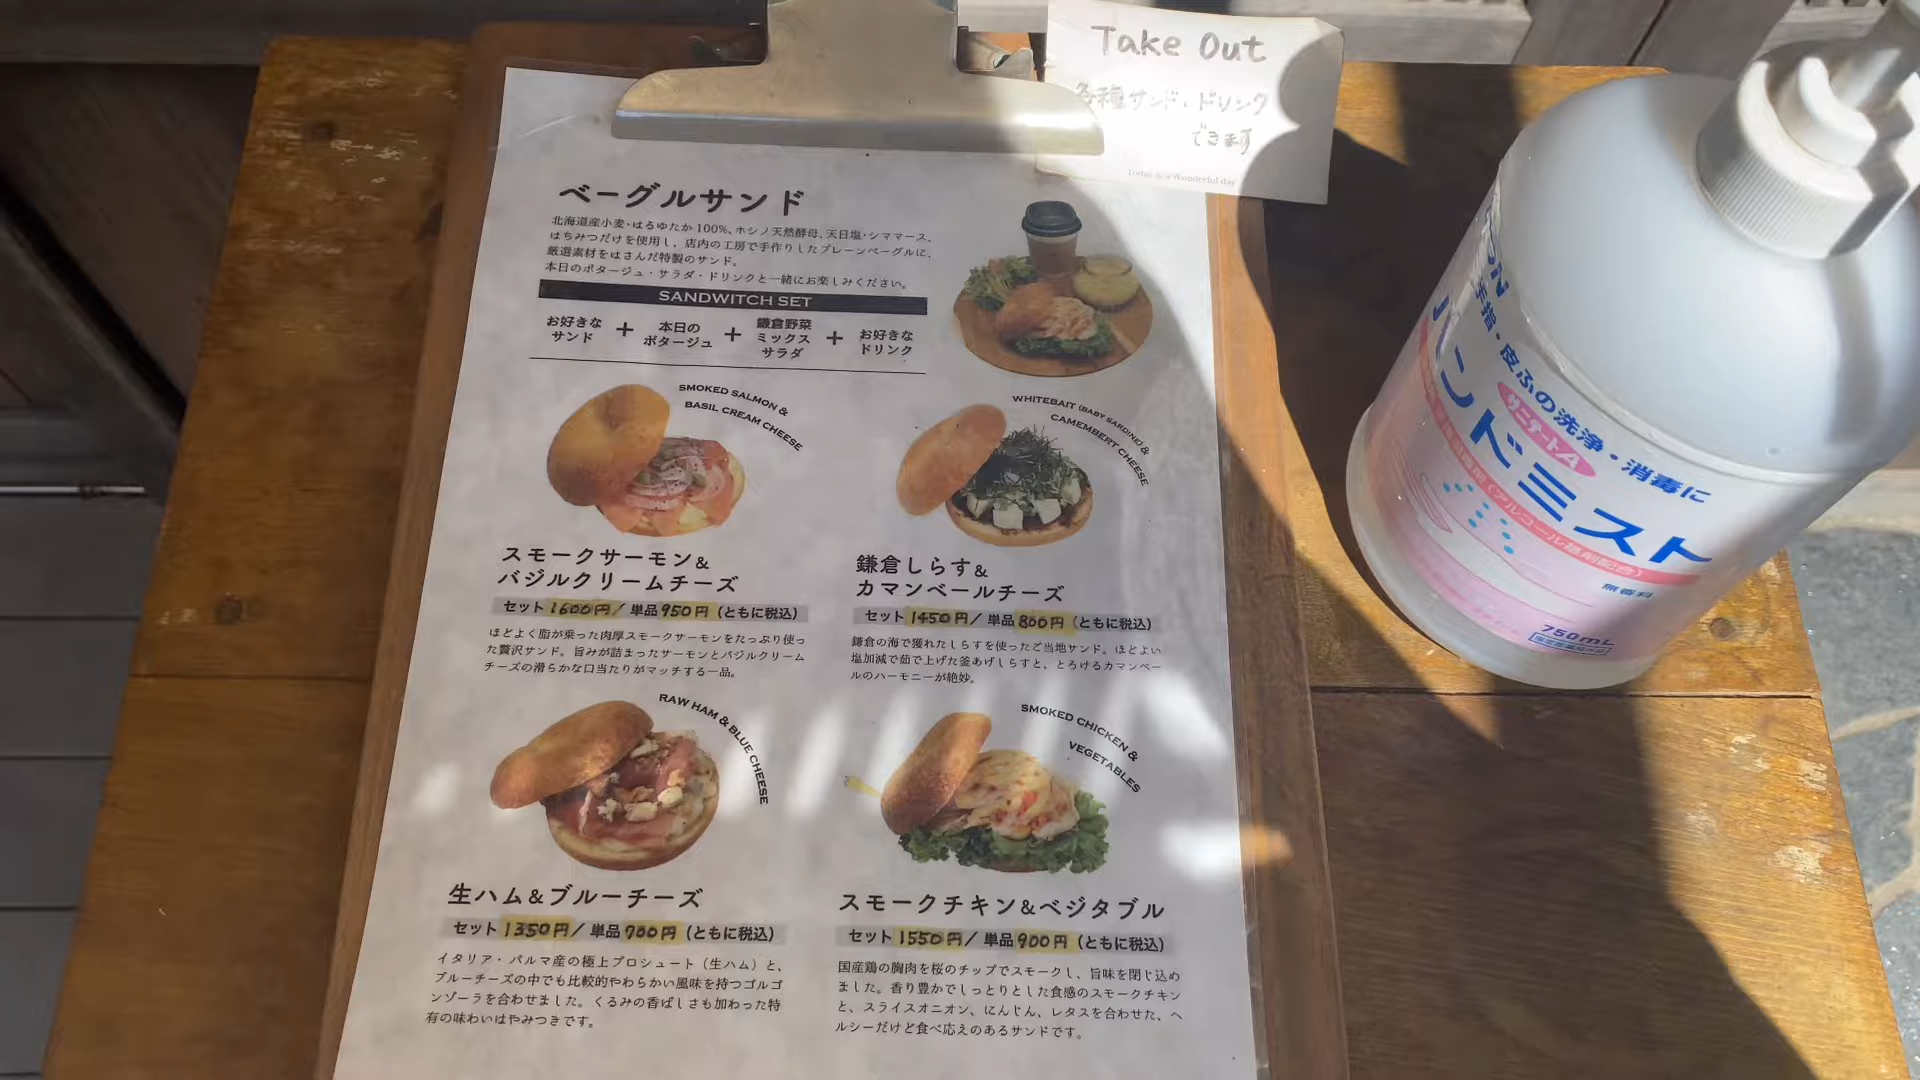 Take Out
各種サンド、ドリンク
できます
Today is a Wonderful day
ベーグルサンド
北海道産小麦・はるゆたか100%、ホシノ天然酵母、天日塩・シママース、
はちみつだけを使用し、店内の工房で手作りしたプレーンベーグルに、
厳選素材をはさんだ特製のサンド。
本日のポタージュ・サラダ・ドリンクと一緒にお楽しみください。
SANDWITCH SET
お好きな
サンド
+
本日の
ポタージュ
+
鎌倉野菜
ミックス
サラダ
+
お好きな
ドリンク
SMOKED SALMON &
BASIL CREAM CHEESE
スモークサーモン&
バジルクリームチーズ
セット1600円/単品950円(ともに税込)
ほどよく脂が乗った肉厚スモークサーモンをたっぷり使っ
た贅沢サンド。旨みが詰まったサーモンとバジルクリーム
チーズの滑らかな口当たりがマッチする一品。
WHITEBAIT (BABY SARDINE) &
CAMEMBERT CHEESE
鎌倉しらす&
カマンベールチーズ
セット1450円/単品800円(ともに税込)
鎌倉の海で獲れたしらすを使ったご当地サンド。ほどよい
塩加減で茹で上げた釜あげしらすと、とろけるカマンベー
ルのハーモニーが絶妙。
RAW HAM & BLUE CHEESE
生ハム&ブルーチーズ
セット1350円/単品700円(ともに税込)
イタリア・パルマ産の極上プロシュート（生ハム）と、
ブルーチーズの中でも比較的やわらかい風味を持つゴルゴ
ンゾーラを合わせました。くるみの香ばしさも加わった特
有の味わいはやみつきです。
SMOKED CHICKEN &
VEGETABLES
スモークチキン&ベジタブル
セット1550円/単品900円(ともに税込)
国産鶏の胸肉を桜のチップでスモークし、旨味を閉じ込め
ました。香り豊かでしっとりとした食感のスモークチキン
と、スライスオニオン、にんじん、レタスを合わせた、ヘ
ルシーだけど食べ応えのあるサンドです。
手指・皮ふの洗浄・消毒に
サニテートA
ハンドミスト
(アルコール基剤配合)
無香料
750mL
指定医薬部外品